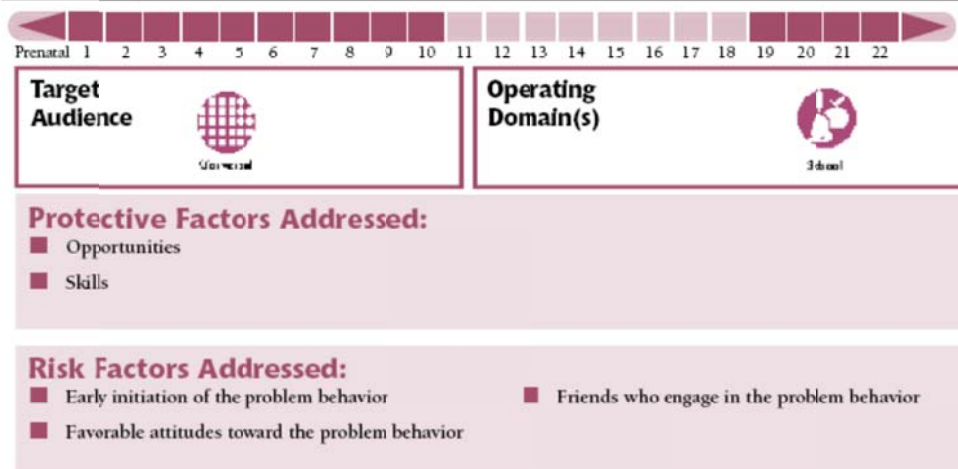 Prenatal 1 2 3 4 5 6 7 8 9 10 11 12 13 14 15 16 17 18 19 20 21 22
Target
Audience
Operating
Domain(s)
School
Protective Factors Addressed:
Opportunities
Skills
Risk Factors Addressed:
Early initiation of the problem behavior
Friends who engage in the problem behavior
Favorable attitudes toward the problem behavior